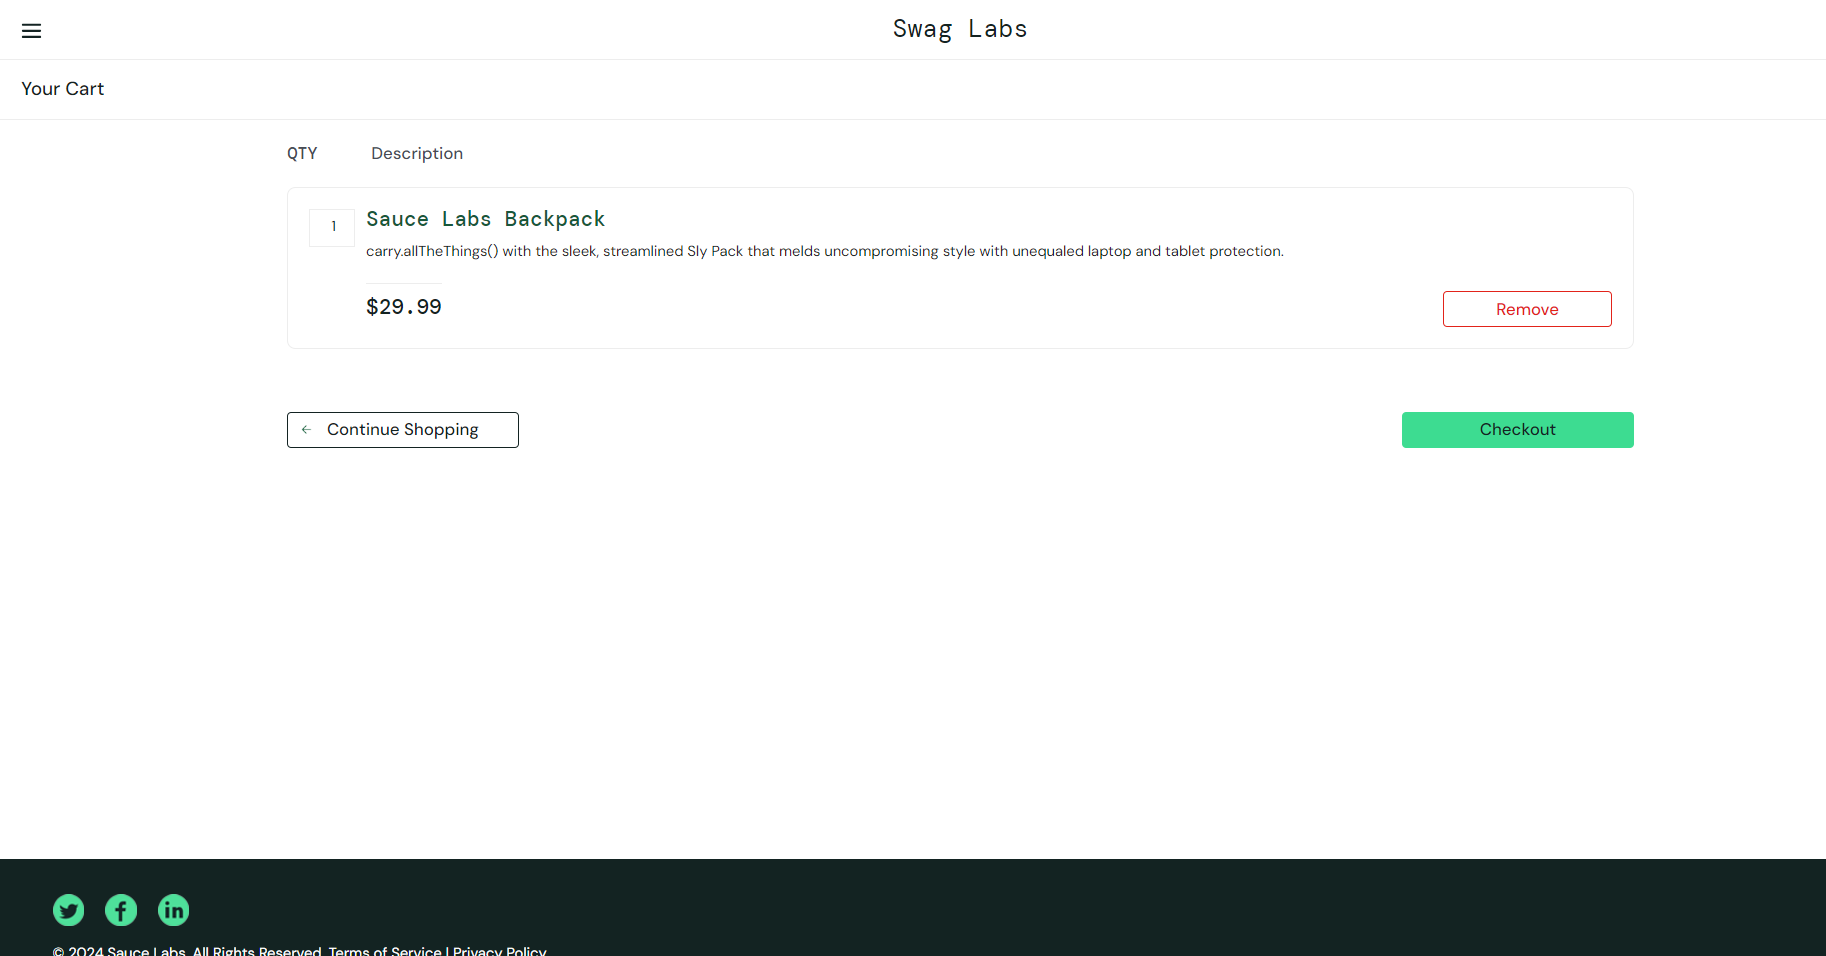 Swag Labs
Your Cart
QTY Description
1 Sauce Labs Backpack
carry.allTheThings() with the sleek, streamlined Sly Pack that melds uncompromising style with unequaled laptop and tablet protection.
$29.99
Remove
← Continue Shopping
Checkout
© 2024 Sauce Labs. All Rights Reserved. Terms of Service | Privacy Policy